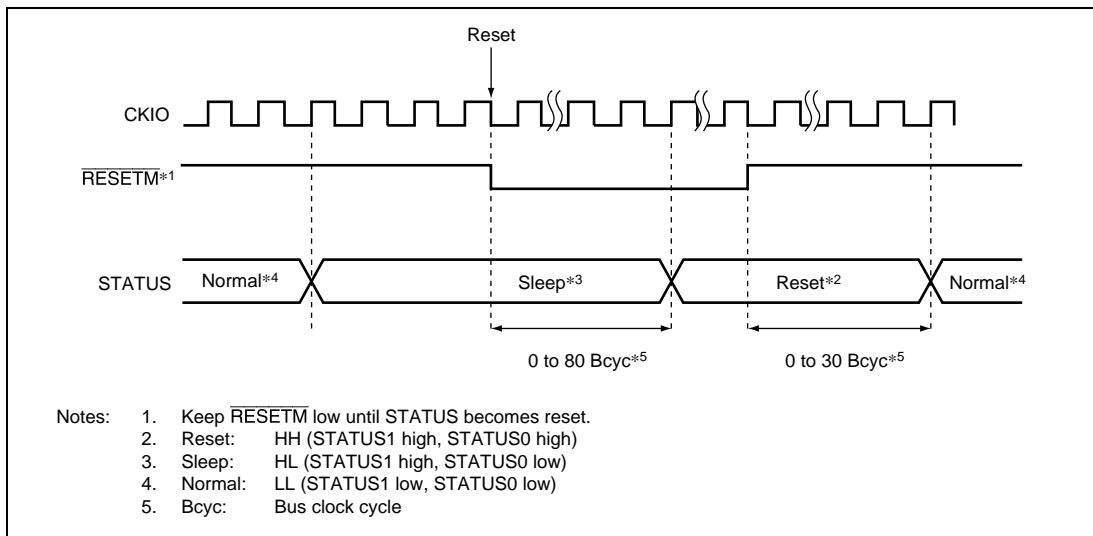 Reset
CKIO
RESETM*1
STATUS
Normal*4
Sleep*3
Reset*2
Normal*4
0 to 80 Bcyc*5
0 to 30 Bcyc*5
Notes: 1. Keep RESETM low until STATUS becomes reset.
2. Reset: HH (STATUS1 high, STATUS0 high)
3. Sleep: HL (STATUS1 high, STATUS0 low)
4. Normal: LL (STATUS1 low, STATUS0 low)
5. Bcyc: Bus clock cycle